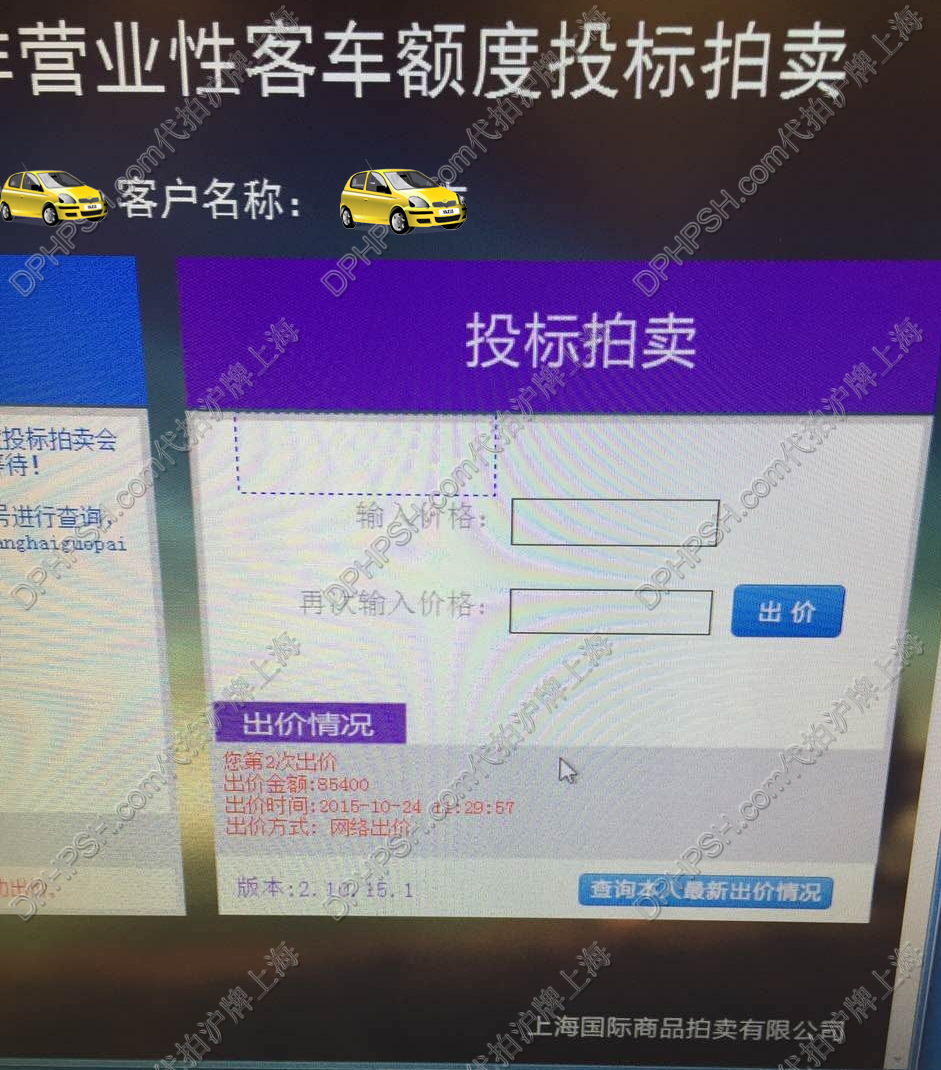 营业性客车额度投标拍卖
客户名称：
投标拍卖
投标拍卖会
等待！
号进行查询，
anghaiguopai
输入价格：
再次输入价格：
出 价
出价情况
您第2次出价
出价金额:85400
出价时间:2015-10-24 11:29:57
出价方式: 网络出价
版本:2.10.15.1
查询本人最新出价情况
功出价,
上海国际商品拍卖有限公司
DPHPSH.com代拍沪牌上海